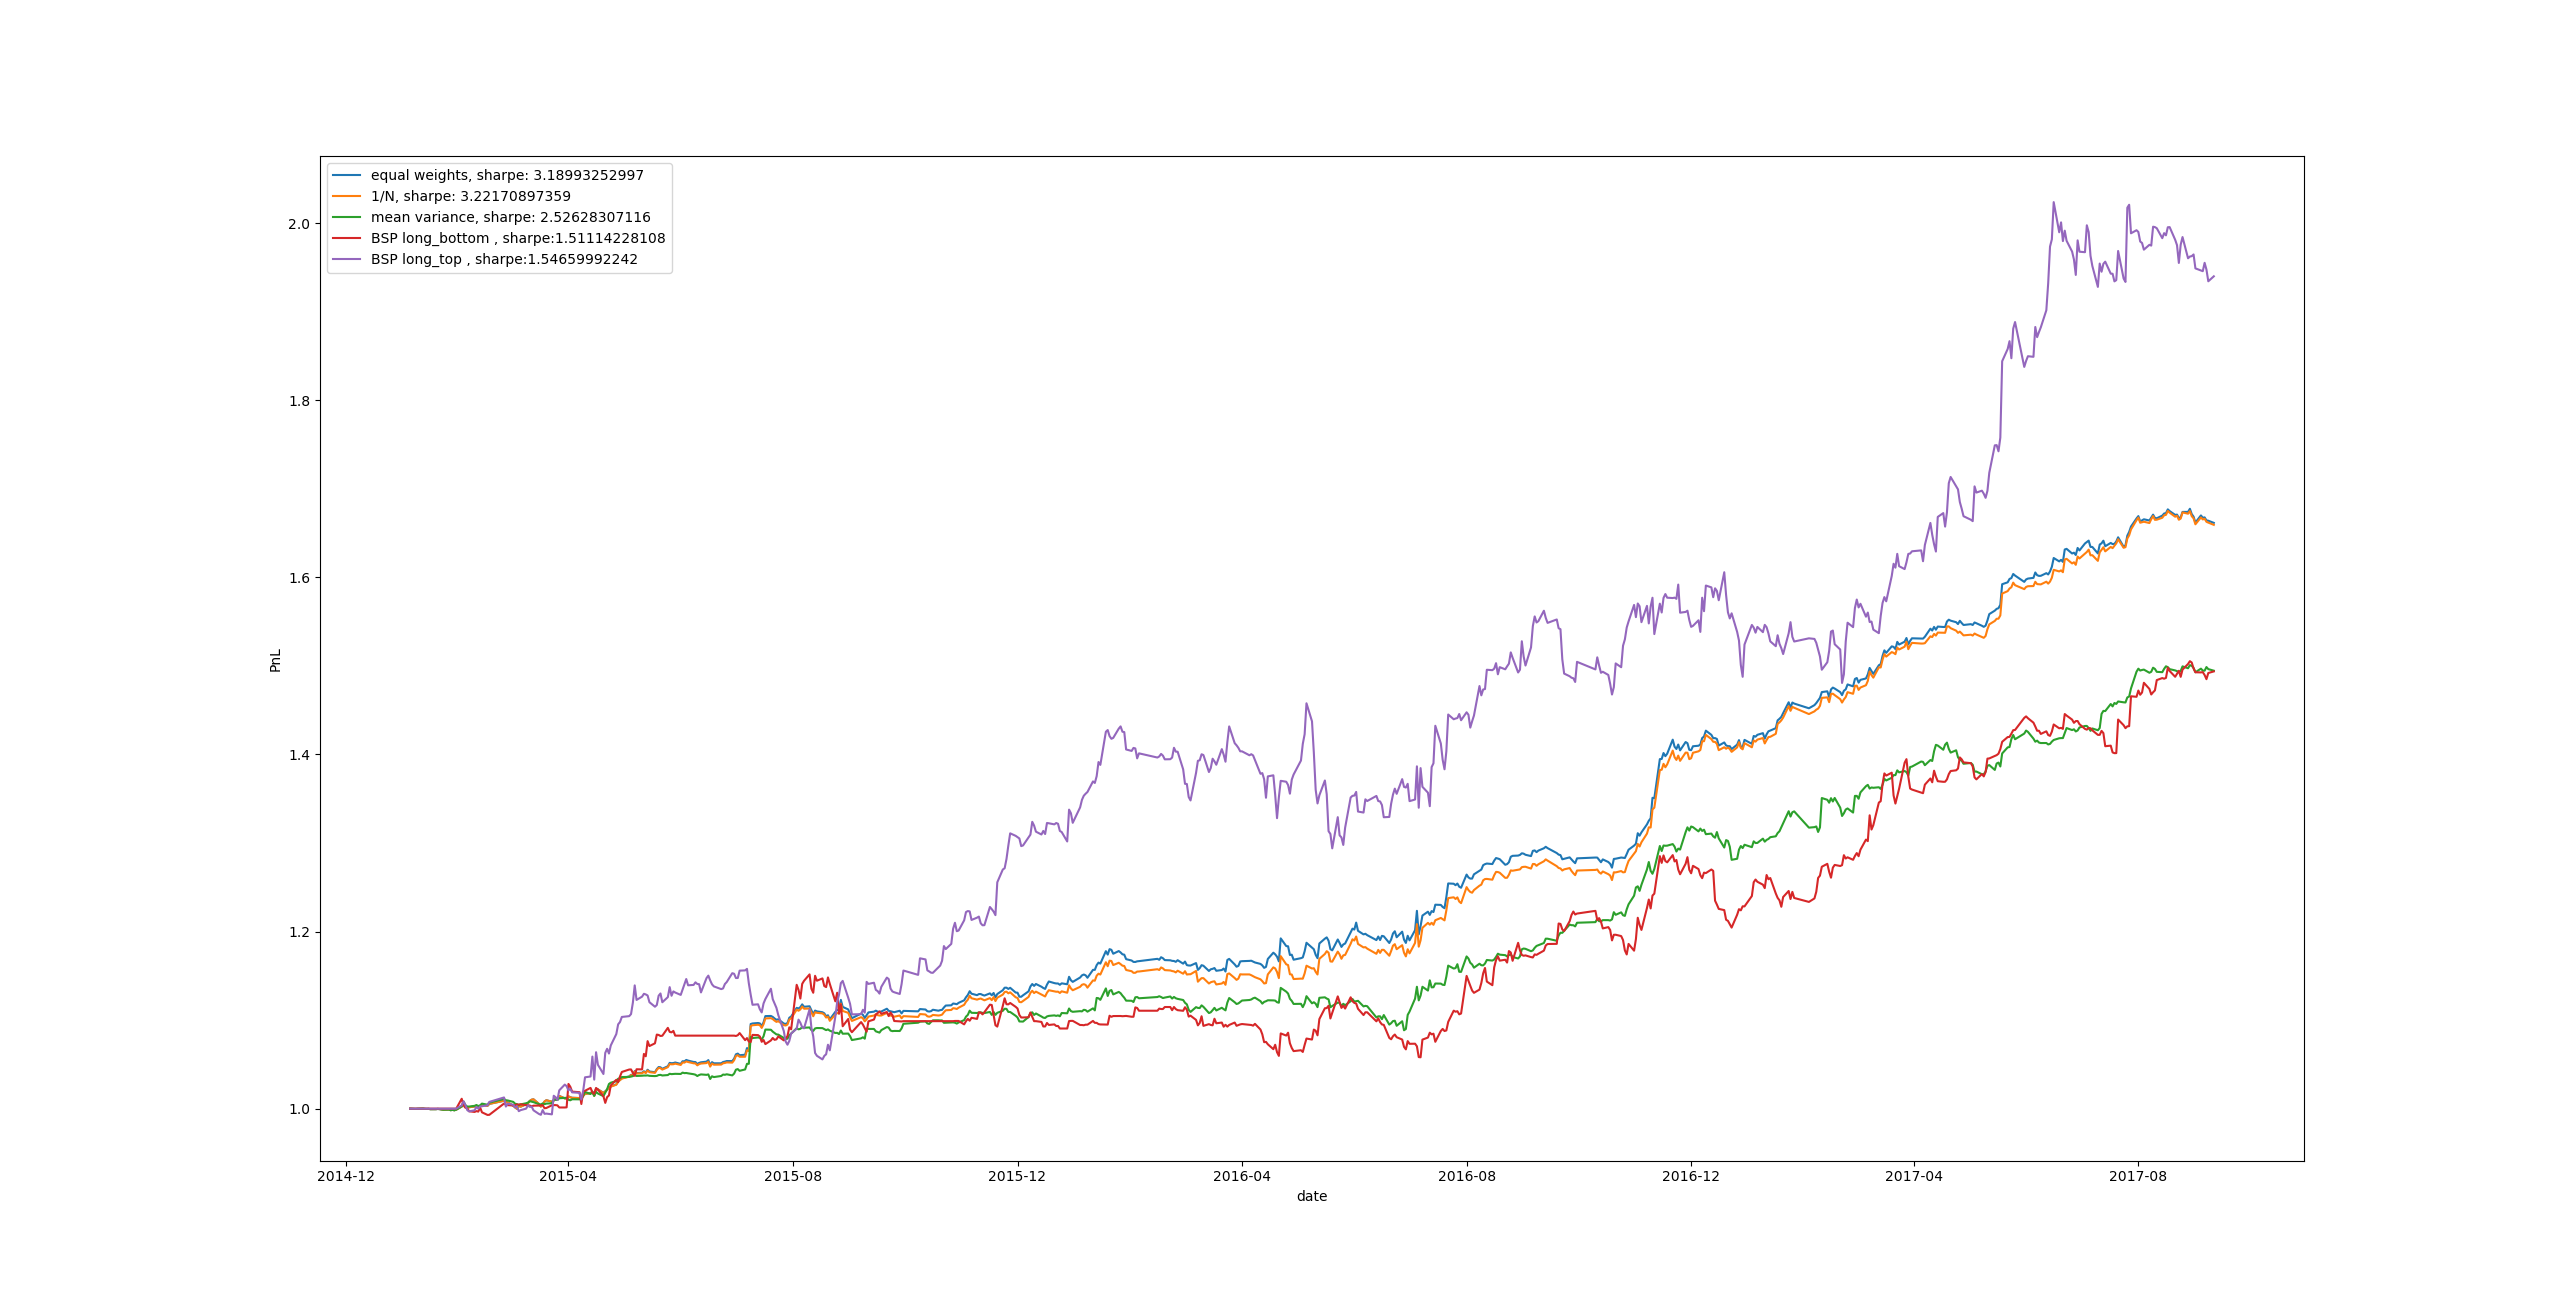 equal weights, sharpe: 3.18993252997
1/N, sharpe: 3.22170897359
mean variance, sharpe: 2.52628307116
BSP long_bottom , sharpe:1.51114228108
BSP long_top , sharpe:1.54659992242
2.0
1.8
1.6
1.4
1.2
1.0
PnL
2014-12 2015-04 2015-08 2015-12 2016-04 2016-08 2016-12 2017-04 2017-08
date